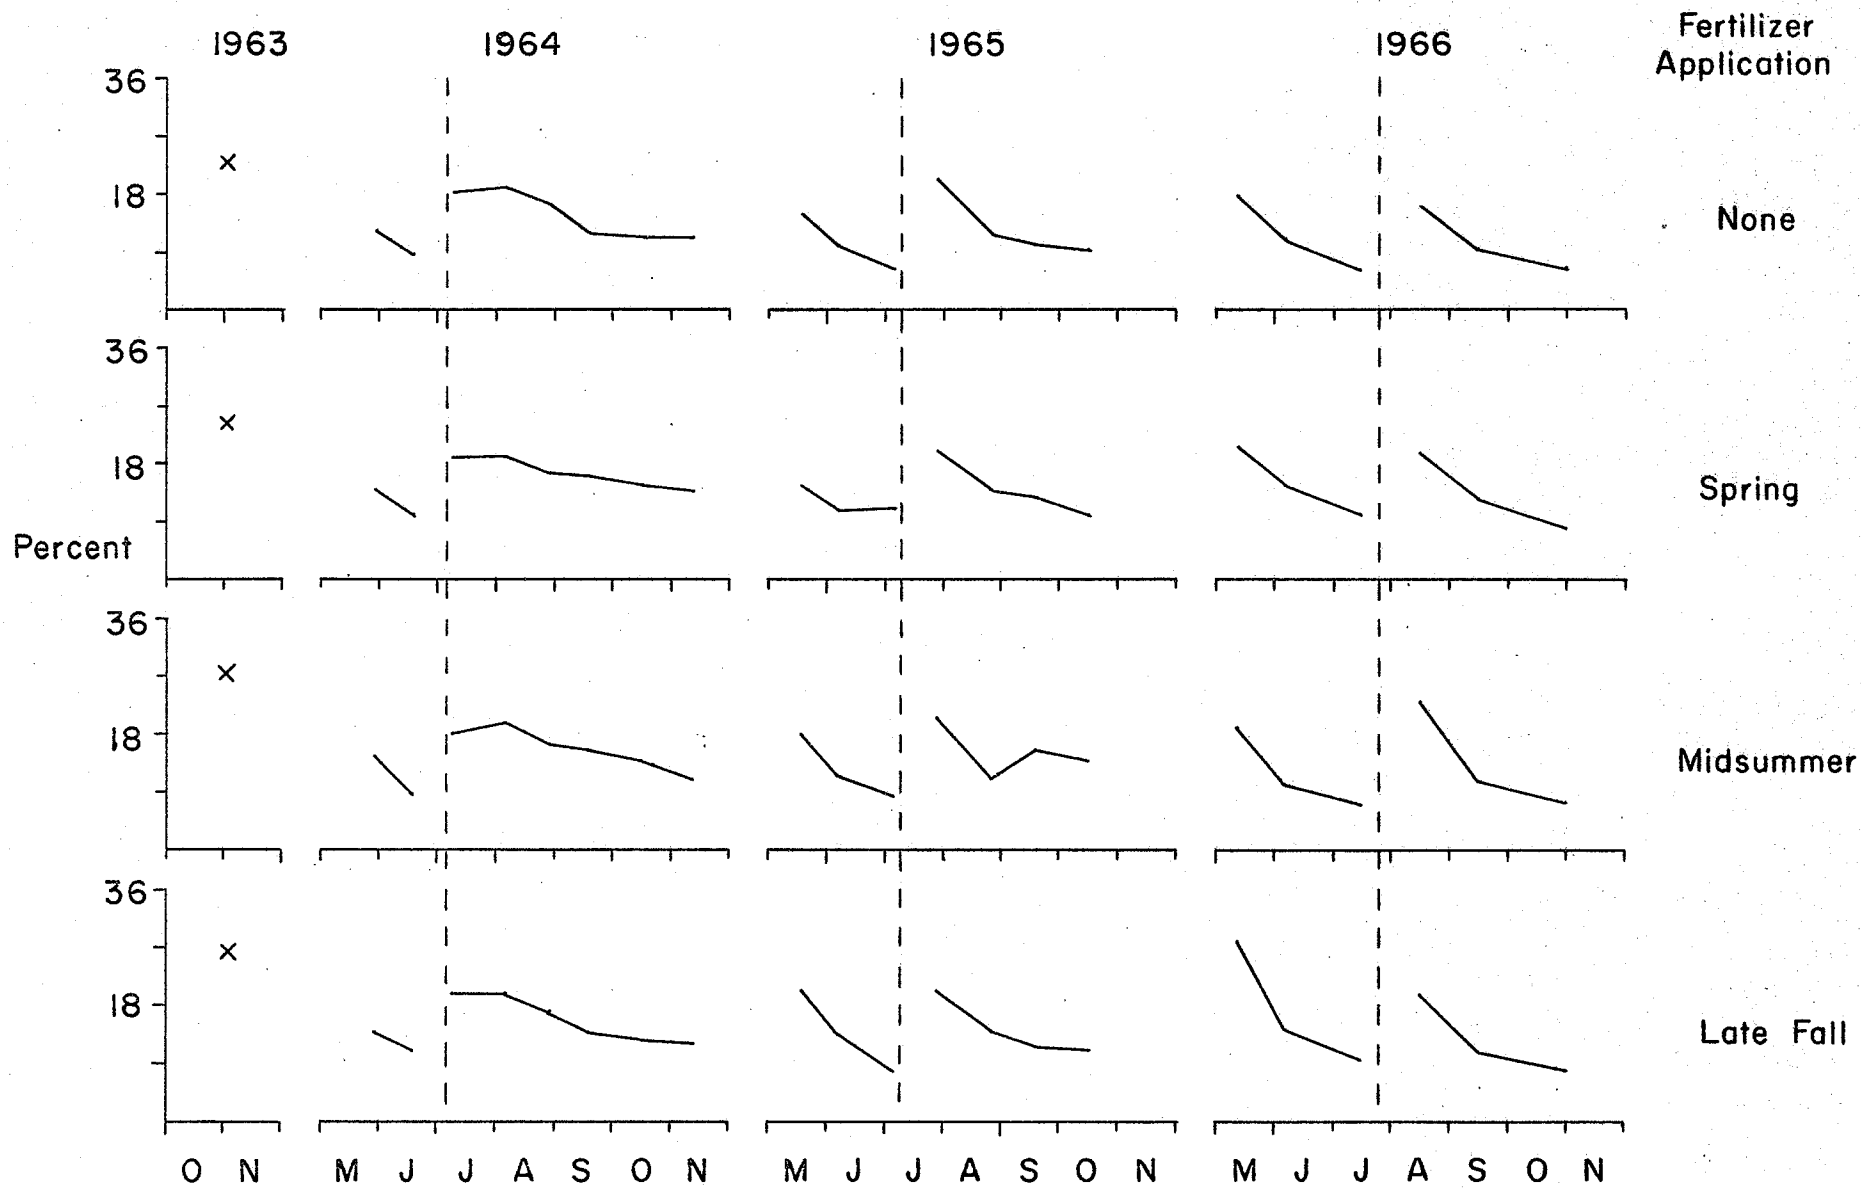 1963 1964 1965 1966 Fertilizer
Application
36
18
None
36
18
Spring
Percent
36
18
Midsummer
36
18
Late Fall
O N M J J A S O N M J J A S O N M J J A S O N